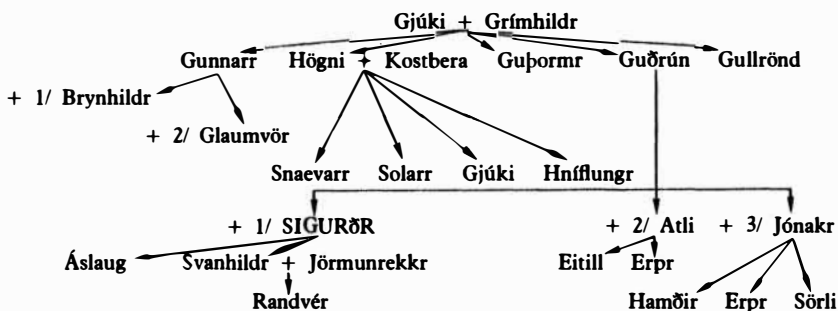 Gjúki + Grímhildr
Gunnarr Högni + Kostbera Guþormr Guðrún Gullrönd
+ 1/ Brynhildr
+ 2/ Glaumvör
Snaevarr Solarr Gjúki Hníflungr
+ 1/ SIGURðR + 2/ Atli + 3/ Jónakr
Áslaug Svanhildr + Jörmunrekkr Eitill Erpr
Randvér Hamðir Erpr Sörli